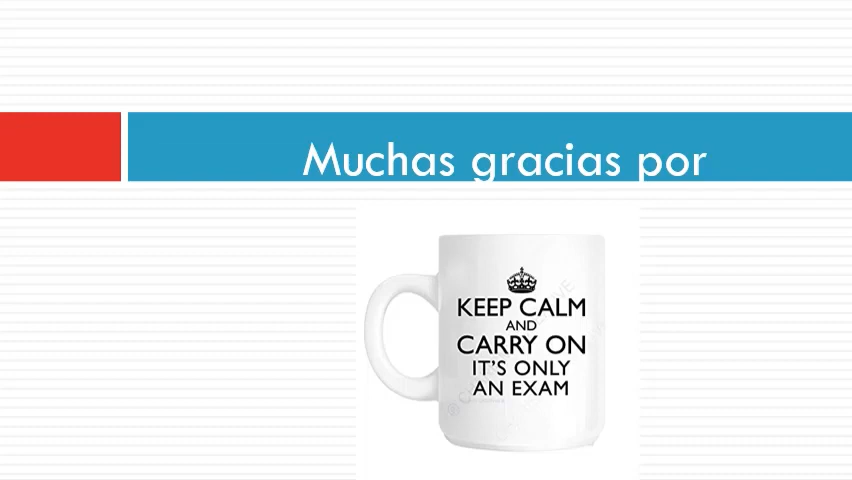 Muchas gracias por
KEEP CALM
AND
CARRY ON
IT'S ONLY
AN EXAM